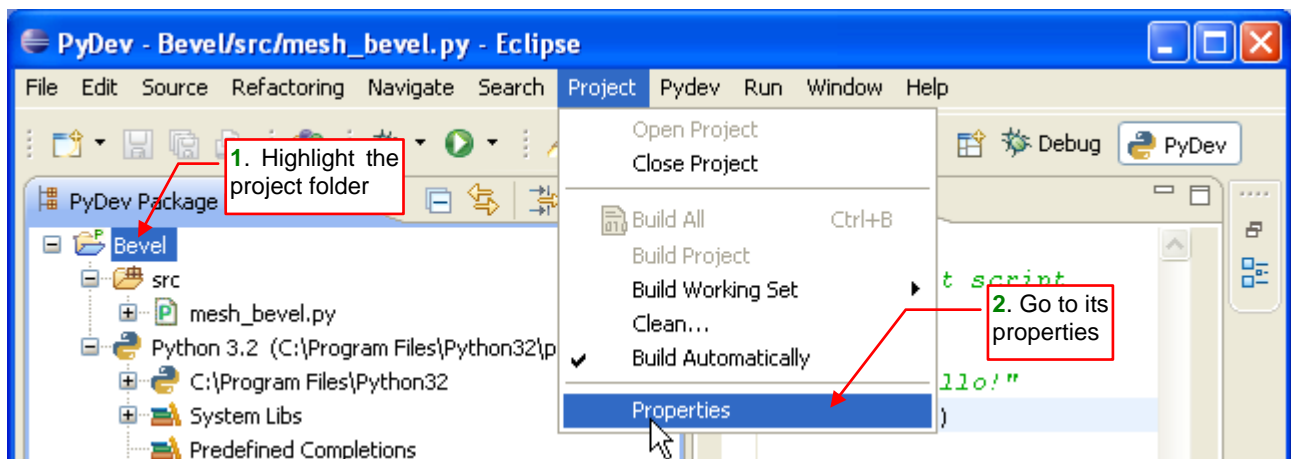 PyDev - Bevel/src/mesh_bevel.py - Eclipse
File Edit Source Refactoring Navigate Search Project Pydev Run Window Help
Debug PyDev
1. Highlight the
project folder
PyDev Package
Bevel
src
mesh_bevel.py
Python 3.2 (C:\Program Files\Python32\p
C:\Program Files\Python32
System Libs
Predefined Completions
Open Project
Close Project
Build All Ctrl+B
Build Project
Build Working Set
Clean...
Build Automatically
Properties
2. Go to its
properties
t script
llo!"
)